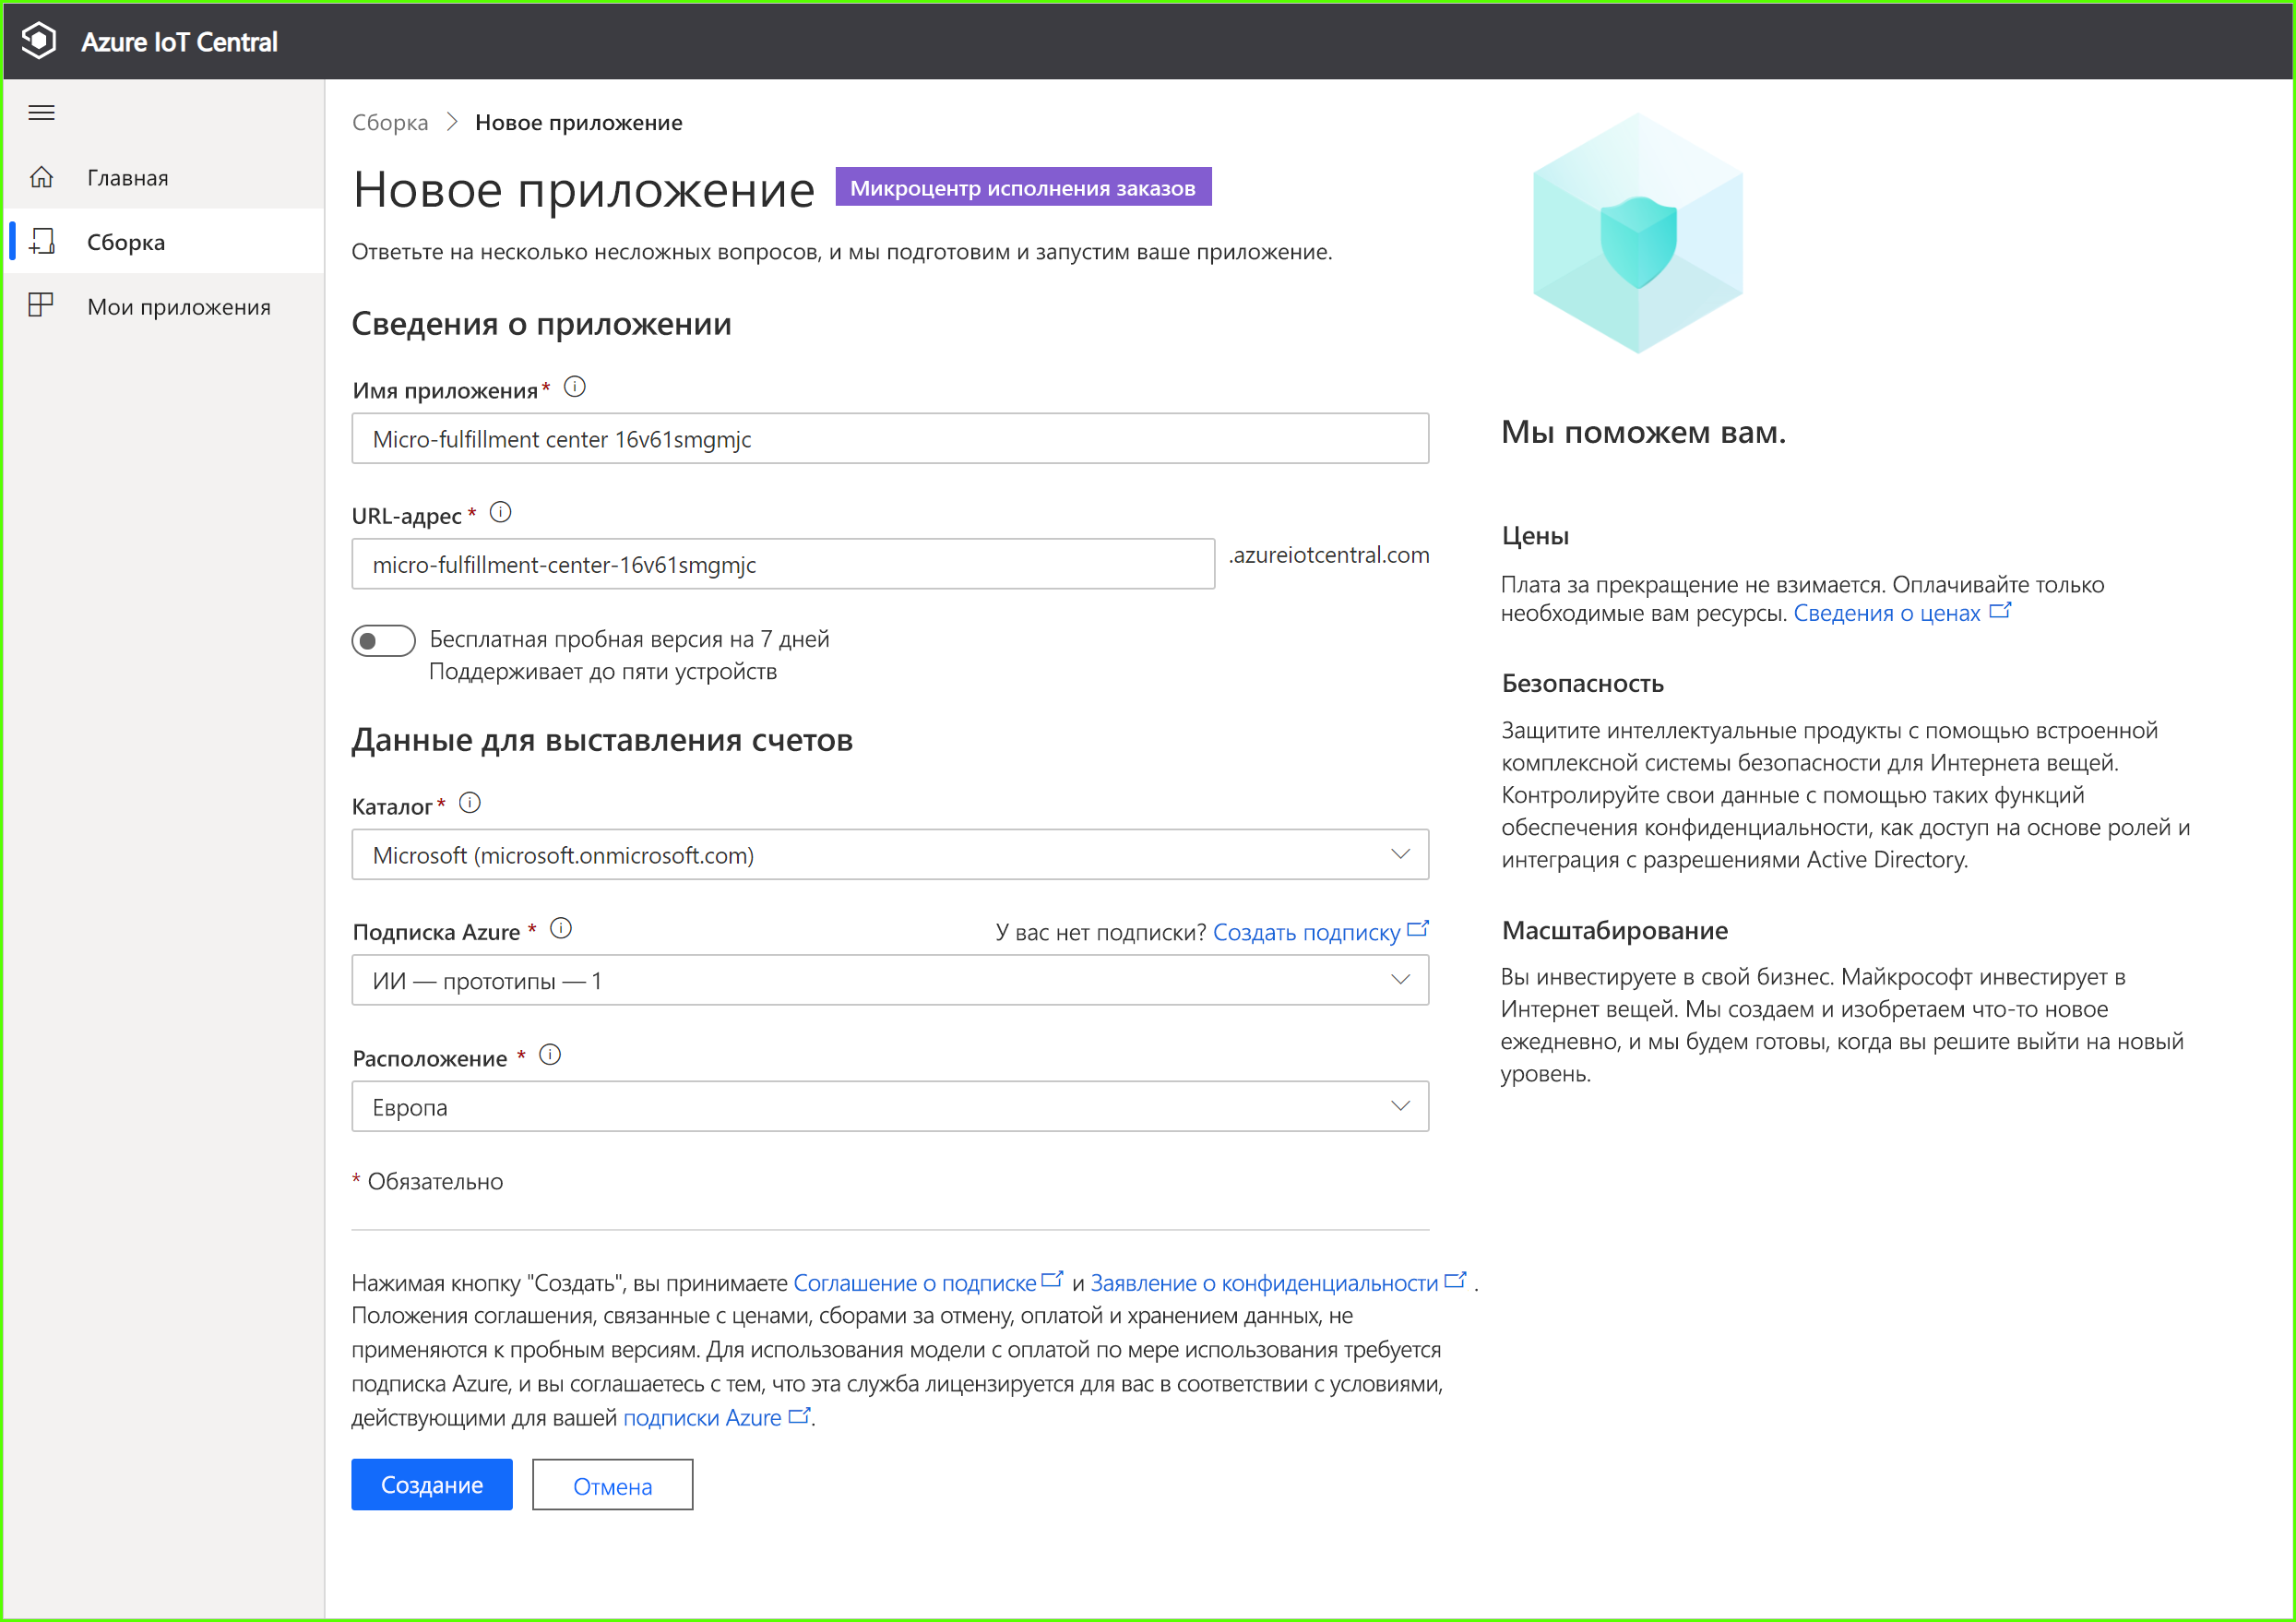 Azure IoT Central
Главная
Сборка
Мои приложения
Сборка > Новое приложение
Новое приложение Микроцентр исполнения заказов
Ответьте на несколько несложных вопросов, и мы подготовим и запустим ваше приложение.
Сведения о приложении
Имя приложения*
Micro-fulfillment center 16v61smgmjc
URL-адрес *
micro-fulfillment-center-16v61smgmjc .azureiotcentral.com
Бесплатная пробная версия на 7 дней
Поддерживает до пяти устройств
Данные для выставления счетов
Каталог*
Microsoft (microsoft.onmicrosoft.com)
Подписка Azure * У вас нет подписки? Создать подписку
ИИ — прототипы — 1
Расположение *
Европа
* Обязательно
Нажимая кнопку "Создать", вы принимаете Соглашение о подписке и Заявление о конфиденциальности .
Положения соглашения, связанные с ценами, сборами за отмену, оплатой и хранением данных, не
применяются к пробным версиям. Для использования модели с оплатой по мере использования требуется
подписка Azure, и вы соглашаетесь с тем, что эта служба лицензируется для вас в соответствии с условиями,
действующими для вашей подписки Azure .
Создание Отмена
Мы поможем вам.
Цены
Плата за прекращение не взимается. Оплачивайте только
необходимые вам ресурсы. Сведения о ценах
Безопасность
Защитите интеллектуальные продукты с помощью встроенной
комплексной системы безопасности для Интернета вещей.
Контролируйте свои данные с помощью таких функций
обеспечения конфиденциальности, как доступ на основе ролей и
интеграция с разрешениями Active Directory.
Масштабирование
Вы инвестируете в свой бизнес. Майкрософт инвестирует в
Интернет вещей. Мы создаем и изобретаем что-то новое
ежедневно, и мы будем готовы, когда вы решите выйти на новый
уровень.